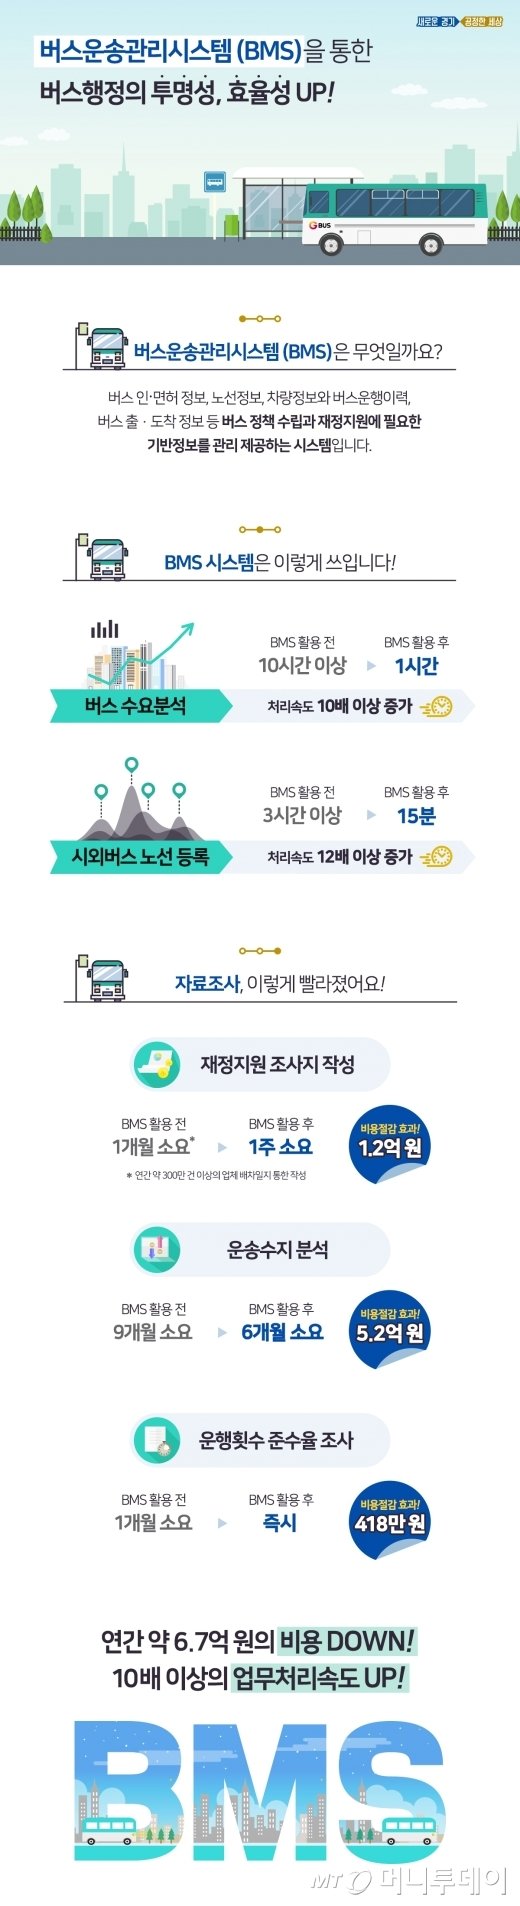 새로운 경기 공정한 세상
버스운송관리시스템(BMS)을 통한
버스행정의 투명성, 효율성 UP!
G BUS
버스운송관리시스템(BMS)은 무엇일까요?
버스 인·면허 정보, 노선정보, 차량정보와 버스운행이력,
버스 출·도착 정보 등 버스 정책 수립과 재정지원에 필요한
기반정보를 관리 제공하는 시스템입니다.
BMS 시스템은 이렇게 쓰입니다!
BMS 활용 전 BMS 활용 후
10시간 이상 ▶ 1시간
버스 수요분석 처리속도 10배 이상 증가
BMS 활용 전 BMS 활용 후
3시간 이상 ▶ 15분
시외버스 노선 등록 처리속도 12배 이상 증가
자료조사, 이렇게 빨라졌어요!
재정지원 조사지 작성
BMS 활용 전 BMS 활용 후 비용절감 효과!
1개월 소요* ▶ 1주 소요 1.2억 원
* 연간 약 300만 건 이상의 업체 배차일지 통한 작성
운송수지 분석
BMS 활용 전 BMS 활용 후 비용절감 효과!
9개월 소요 ▶ 6개월 소요 5.2억 원
운행횟수 준수율 조사
BMS 활용 전 BMS 활용 후 비용절감 효과!
1개월 소요 ▶ 즉시 418만 원
연간 약 6.7억 원의 비용 DOWN!
10배 이상의 업무처리속도 UP!
BMS
MT 머니투데이